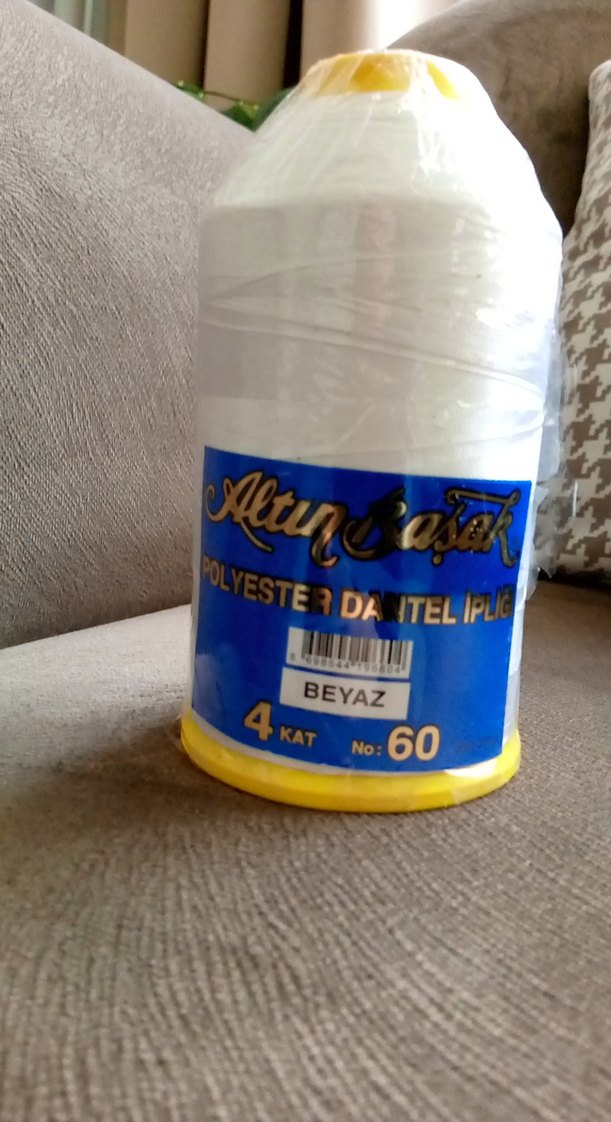 Altın Başak
POLYESTER DANTEL İPLİĞİ
BEYAZ
4 KAT No: 60